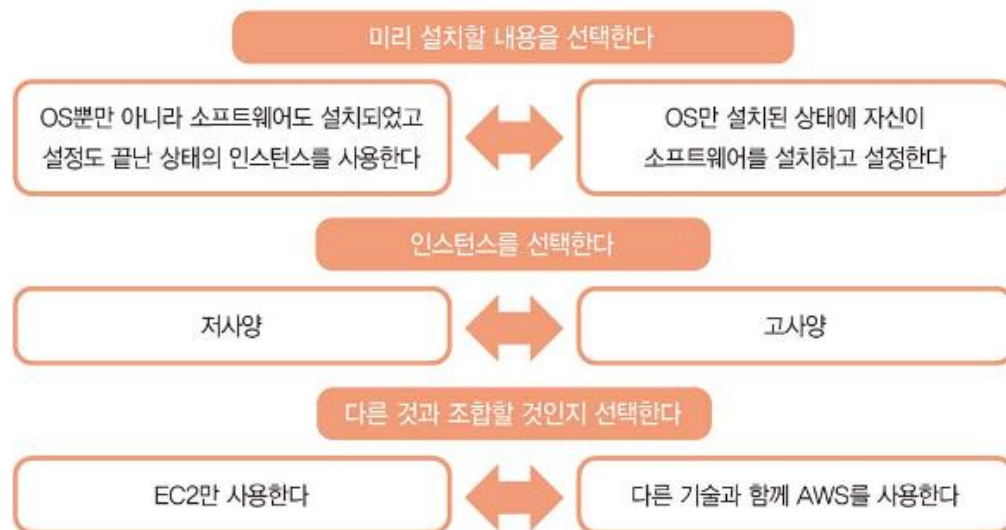 미리 설치할 내용을 선택한다
OS뿐만 아니라 소프트웨어도 설치되었고
설정도 끝난 상태의 인스턴스를 사용한다
OS만 설치된 상태에 자신이
소프트웨어를 설치하고 설정한다
인스턴스를 선택한다
저사양
고사양
다른 것과 조합할 것인지 선택한다
EC2만 사용한다
다른 기술과 함께 AWS를 사용한다